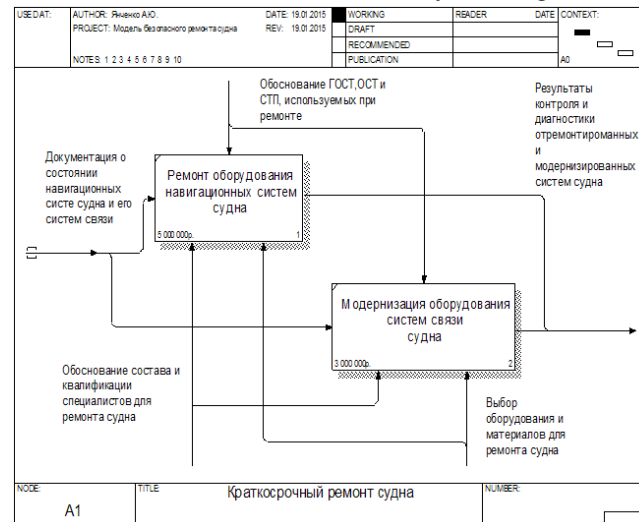 USED AT:
AUTHOR: Янченко А.Ю.
DATE: 19.01.2015
WORKING
READER
DATE
CONTEXT:
PROJECT: Модель безопасного ремонта судна
REV: 19.01.2015
DRAFT
RECOMMENDED
NOTES: 1 2 3 4 5 6 7 8 9 10
PUBLICATION
A0
Обоснование ГОСТ,ОСТ и
СТП, используемых при
ремонте
Результаты
контроля и
диагностики
отремонтированных
и
модернизированных
систем судна
Документация о
состоянии
навигационных
систе судна и его
систем связи
Ремонт оборудования
навигационных систем
судна
5 000 000р.
1
Модернизация оборудования
систем связи
судна
3 000 000р.
2
Обоснование состава и
квалификации
специалистов для
ремонта судна
Выбор
оборудования и
материалов для
ремонта судна
NODE:
TITLE:
NUMBER:
Краткосрочный ремонт судна
A1